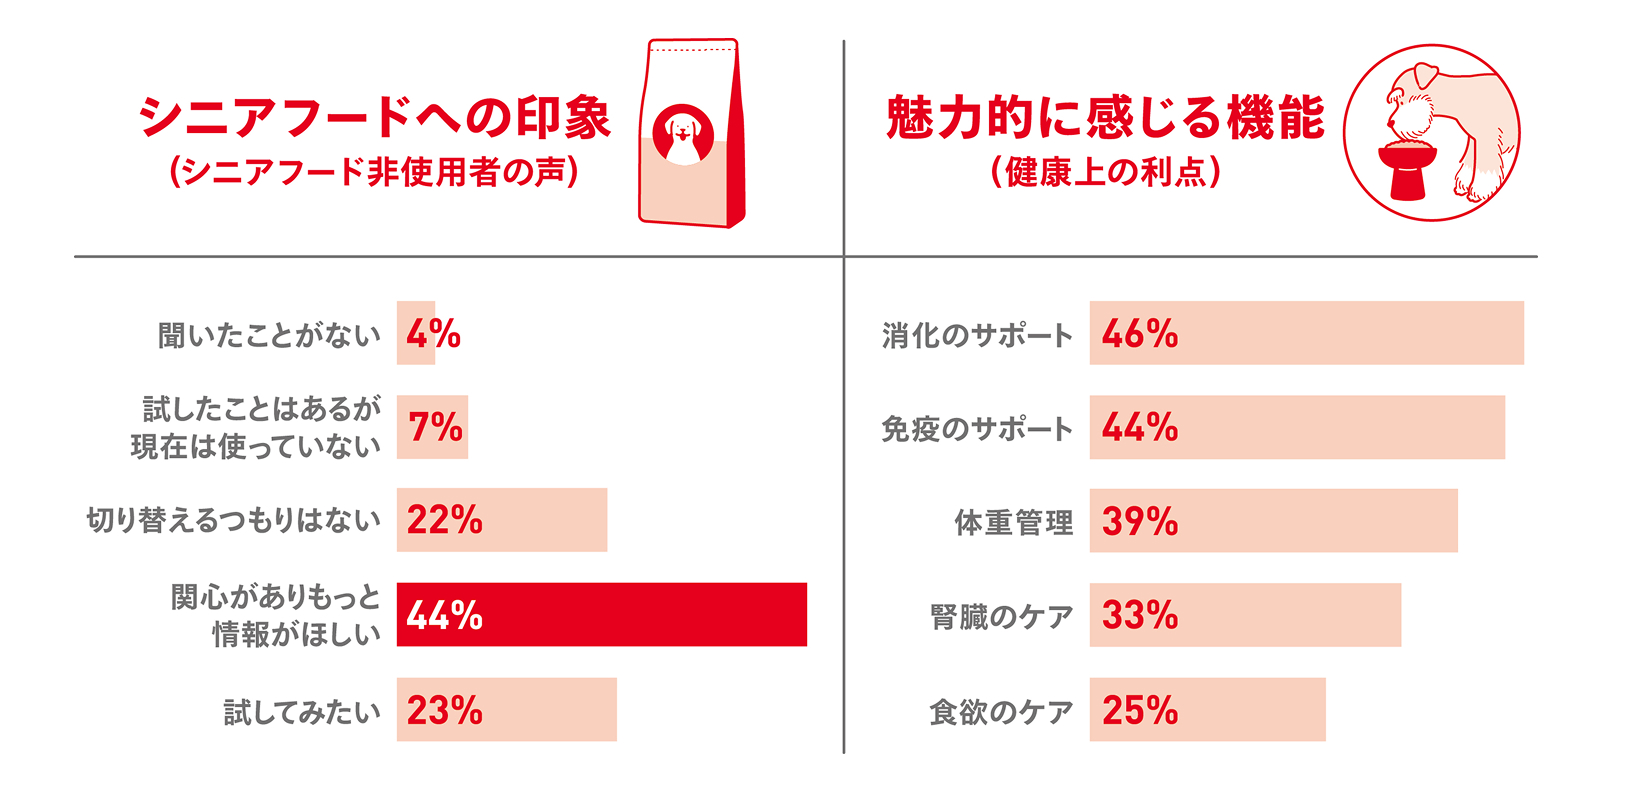 シニアフードへの印象
(シニアフード非使用者の声)
聞いたことがない
4%
試したことはあるが
現在は使っていない
7%
切り替えるつもりはない
22%
関心がありもっと
情報がほしい
44%
試してみたい
23%
魅力的に感じる機能
(健康上の利点)
消化のサポート
46%
免疫のサポート
44%
体重管理
39%
腎臓のケア
33%
食欲のケア
25%